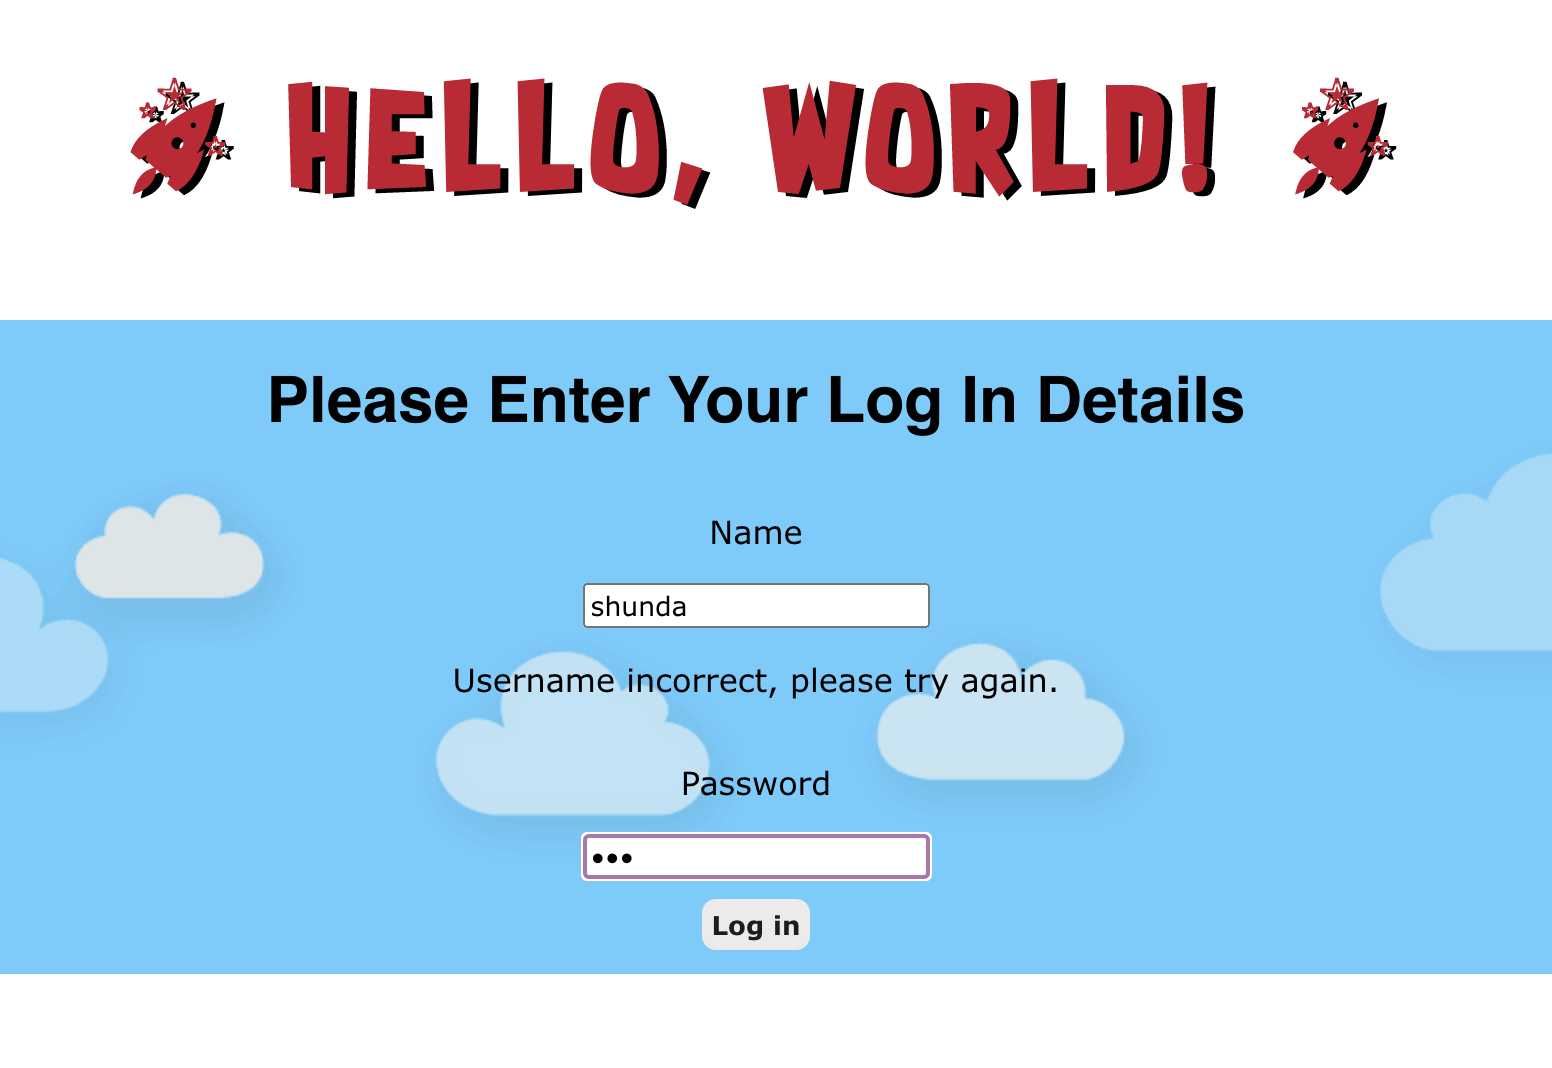 HELLO, WORLD!
Please Enter Your Log In Details
Name
shunda
Username incorrect, please try again.
Password
•••
Log in